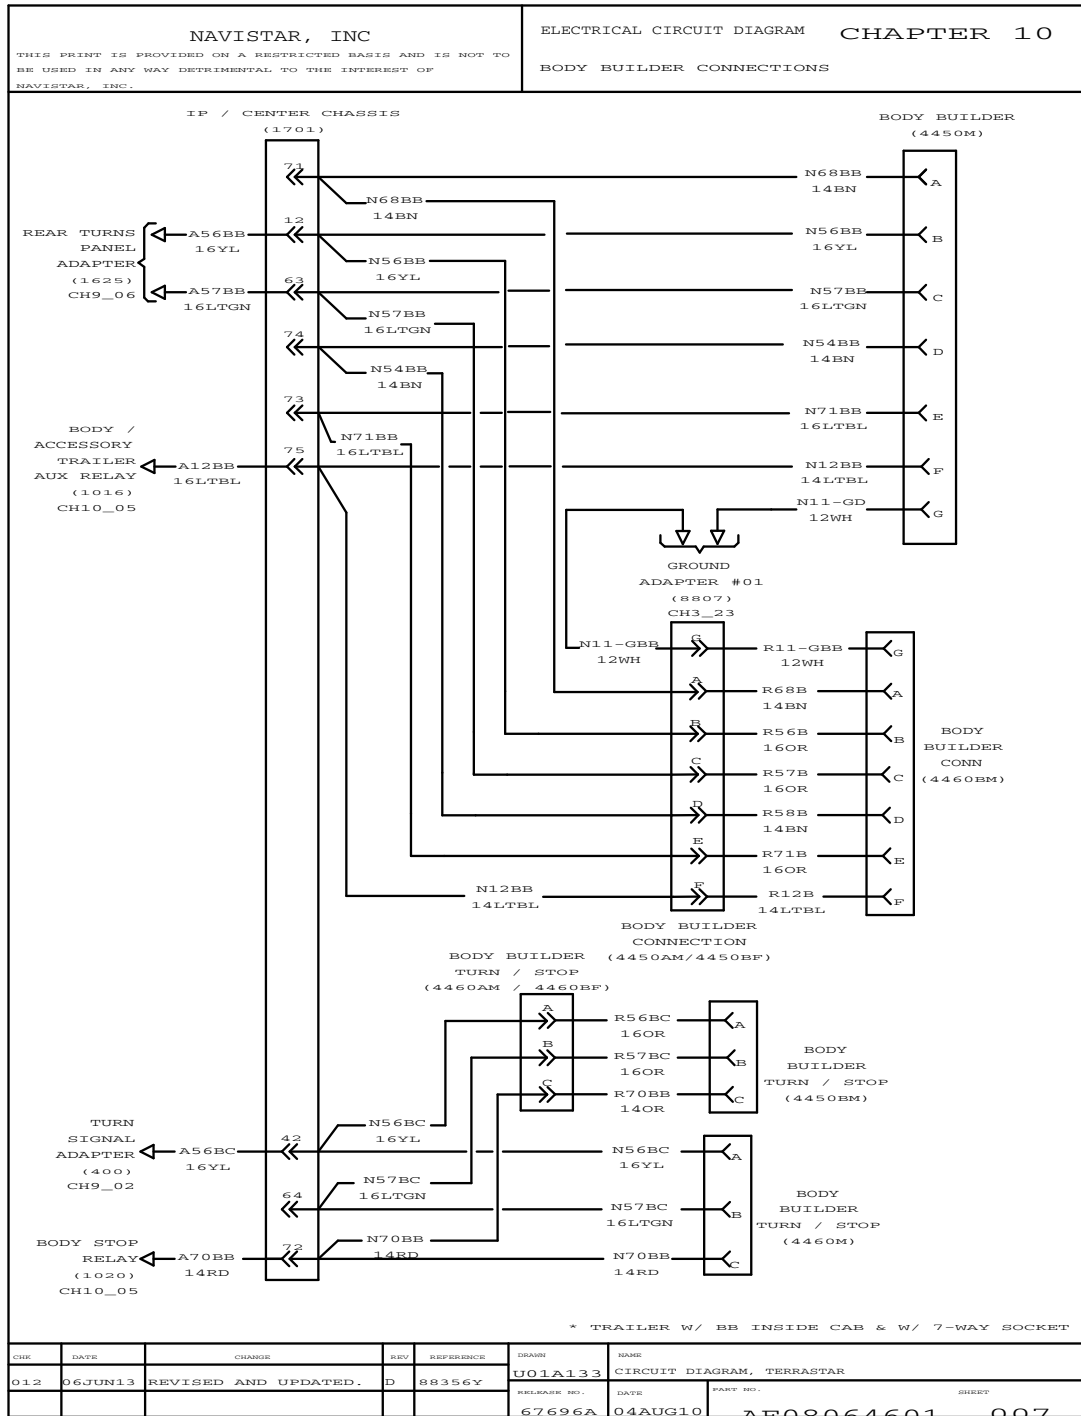 NAVISTAR, INC
THIS PRINT IS PROVIDED ON A RESTRICTED BASIS AND IS NOT TO
BE USED IN ANY WAY DETRIMENTAL TO THE INTEREST OF
NAVISTAR, INC.
ELECTRICAL CIRCUIT DIAGRAM
CHAPTER 10
BODY BUILDER CONNECTIONS
IP / CENTER CHASSIS
(1701)
BODY BUILDER
(4450M)
71
N68BB
14BN
A
N68BB
14BN
REAR TURNS
PANEL
ADAPTER
(1625)
CH9_06
A56BB
16YL
12
N56BB
16YL
B
N56BB
16YL
A57BB
16LTGN
63
N57BB
16LTGN
C
N57BB
16LTGN
74
N54BB
14BN
D
N54BB
14BN
73
N71BB
16LTBL
E
N71BB
16LTBL
BODY /
ACCESSORY
TRAILER
AUX RELAY
(1016)
CH10_05
A12BB
16LTBL
75
N12BB
14LTBL
F
N11-GD
12WH
G
GROUND
ADAPTER #01
(8807)
CH3_23
N11-GBB
12WH
G
R11-GBB
12WH
G
A
R68B
14BN
A
B
R56B
16OR
B
C
R57B
16OR
C
D
R58B
14BN
D
E
R71B
16OR
E
N12BB
14LTBL
F
R12B
14LTBL
F
BODY
BUILDER
CONN
(4460BM)
BODY BUILDER
CONNECTION
(4450AM/4450BF)
BODY BUILDER
TURN / STOP
(4460AM / 4460BF)
A
R56BC
16OR
A
B
R57BC
16OR
B
C
R70BB
14OR
C
BODY
BUILDER
TURN / STOP
(4450BM)
TURN
SIGNAL
ADAPTER
(400)
CH9_02
A56BC
16YL
42
N56BC
16YL
N56BC
16YL
A
64
N57BC
16LTGN
N57BC
16LTGN
B
BODY
BUILDER
TURN / STOP
(4460M)
BODY STOP
RELAY
(1020)
CH10_05
A70BB
14RD
72
N70BB
14RD
N70BB
14RD
C
* TRAILER W/ BB INSIDE CAB & W/ 7-WAY SOCKET
CHK DATE CHANGE REV REFERENCE DRAWN NAME
012 06JUN13 REVISED AND UPDATED. D 88356Y U01A133 CIRCUIT DIAGRAM, TERRASTAR
RELEASE NO. DATE PART NO. SHEET
67696A 04AUG10